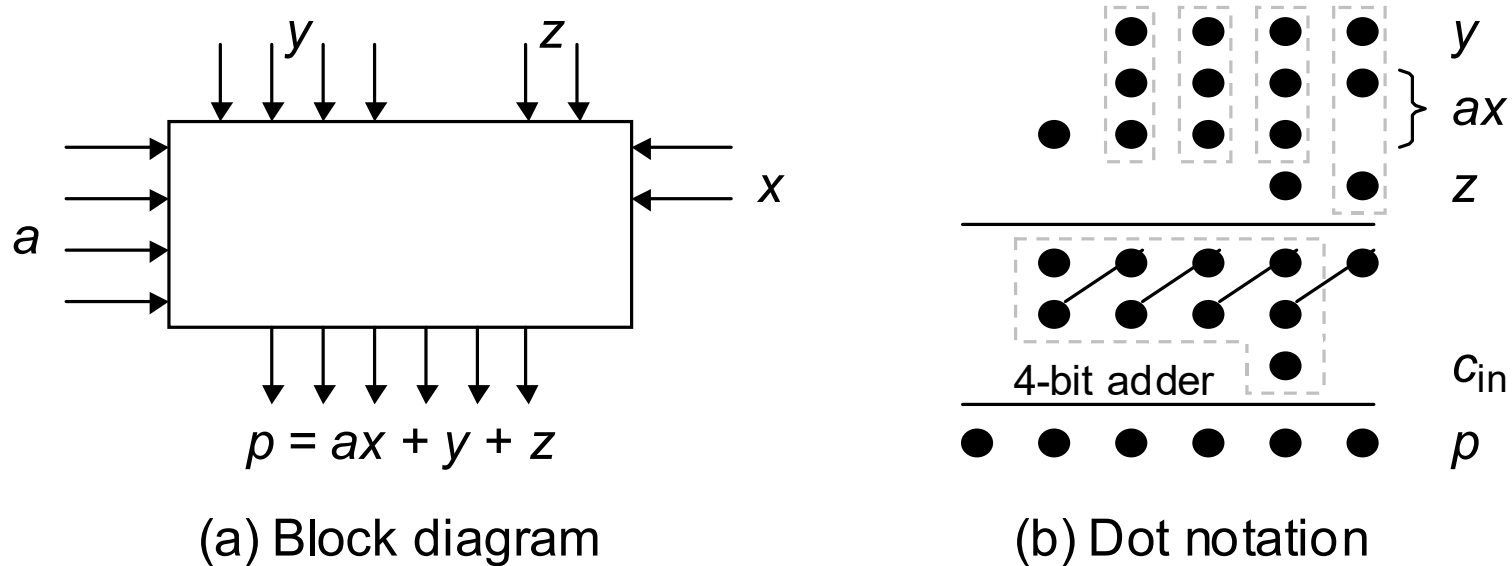 y
z
a
x
p = ax + y + z
(a) Block diagram
y
ax
z
4-bit adder
cin
p
(b) Dot notation